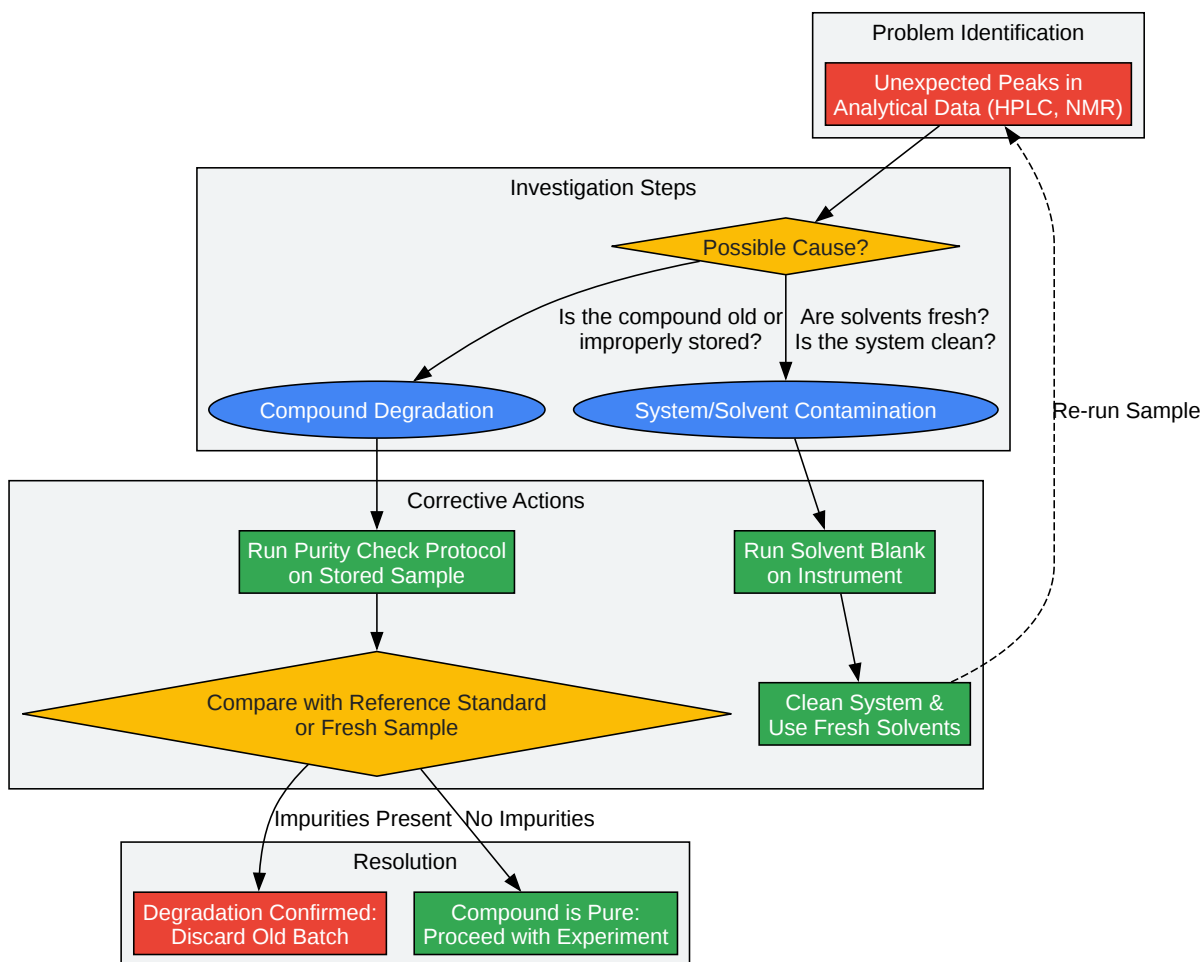 Problem Identification
Unexpected Peaks in
Analytical Data (HPLC, NMR)
Investigation Steps
Possible Cause?
Is the compound old or
improperly stored?
Are solvents fresh?
Is the system clean?
Compound Degradation
System/Solvent Contamination
Re-run Sample
Corrective Actions
Run Purity Check Protocol
on Stored Sample
Run Solvent Blank
on Instrument
Compare with Reference Standard
or Fresh Sample
Clean System &
Use Fresh Solvents
Impurities Present
No Impurities
Resolution
Degradation Confirmed:
Discard Old Batch
Compound is Pure:
Proceed with Experiment